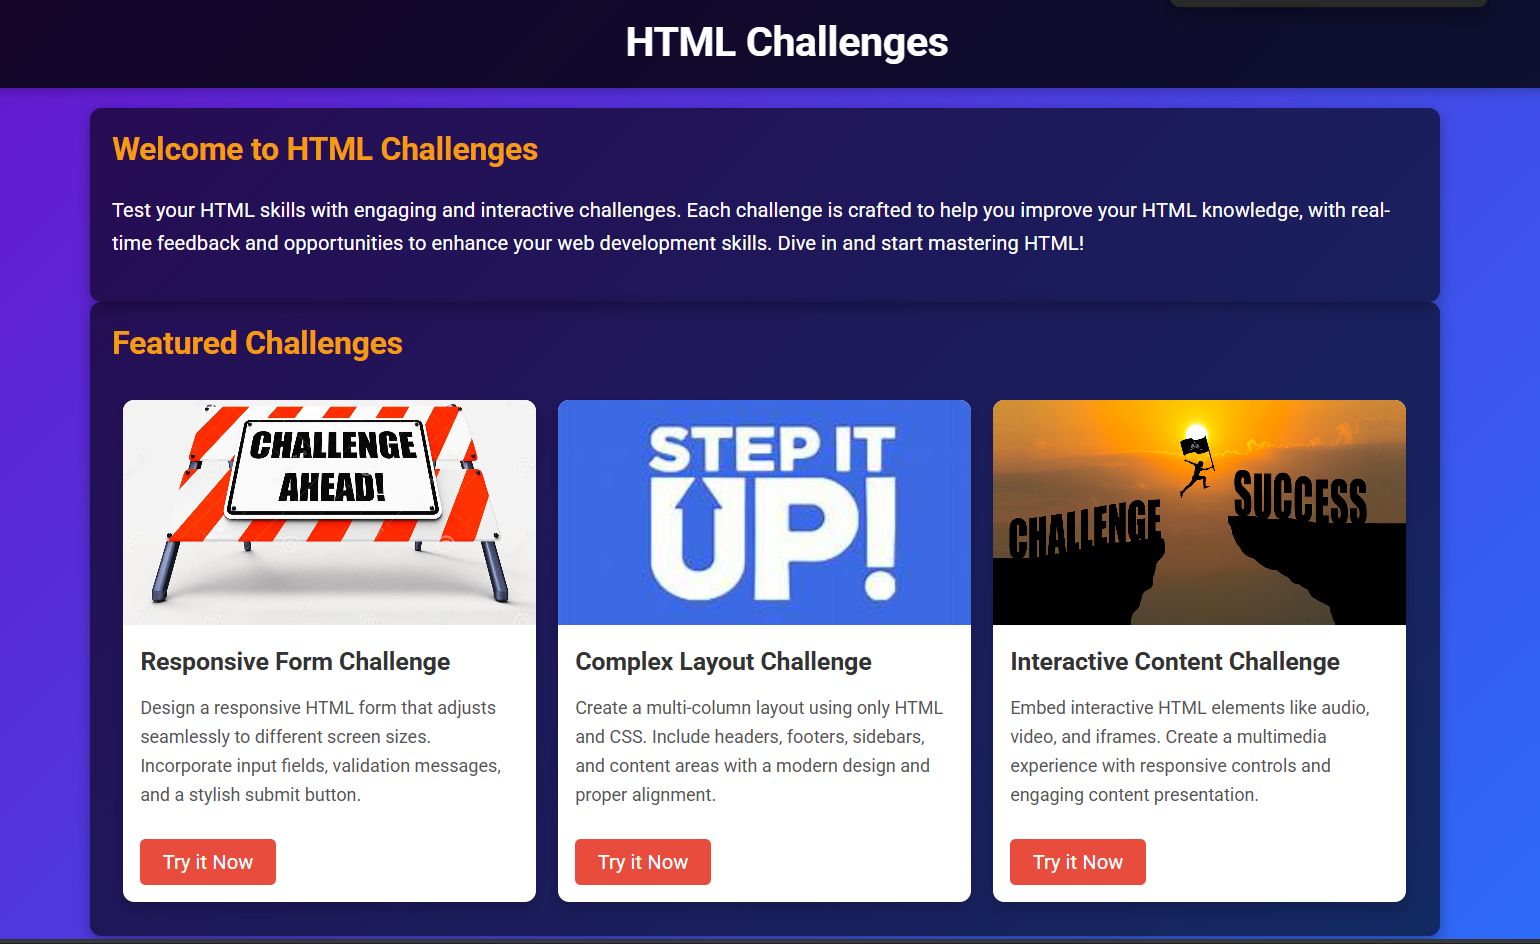 HTML Challenges
Welcome to HTML Challenges
Test your HTML skills with engaging and interactive challenges. Each challenge is crafted to help you improve your HTML knowledge, with real-
time feedback and opportunities to enhance your web development skills. Dive in and start mastering HTML!
Featured Challenges
CHALLENGE
AHEAD!
Responsive Form Challenge
Design a responsive HTML form that adjusts
seamlessly to different screen sizes.
Incorporate input fields, validation messages,
and a stylish submit button.
Try it Now
STEP IT
UP!
Complex Layout Challenge
Create a multi-column layout using only HTML
and CSS. Include headers, footers, sidebars,
and content areas with a modern design and
proper alignment.
Try it Now
CHALLENGE
SUCCESS
Interactive Content Challenge
Embed interactive HTML elements like audio,
video, and iframes. Create a multimedia
experience with responsive controls and
engaging content presentation.
Try it Now